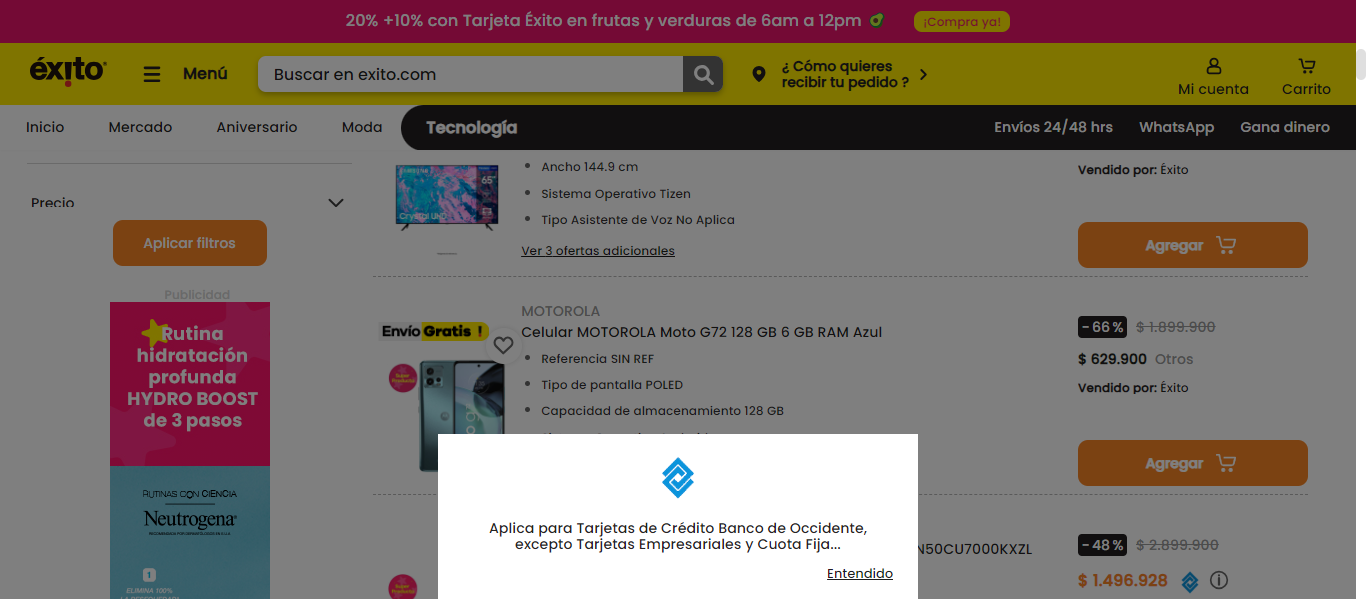 20% +10% con Tarjeta Éxito en frutas y verduras de 6am a 12pm
¡Compra ya!
éxito
Menú
Buscar en exito.com
¿ Cómo quieres
recibir tu pedido ?
Mi cuenta
Carrito
Inicio
Mercado
Aniversario
Moda
Tecnología
Envíos 24/48 hrs
WhatsApp
Gana dinero
Precio
Aplicar filtros
Publicidad
Rutina
hidratación
profunda
HYDRO BOOST
de 3 pasos
RUTINAS CON CIENCIA
Neutrogena®
1
ELIMINA 100%
SAMSUNG
65"
Crystal UHD
Ancho 144.9 cm
Sistema Operativo Tizen
Tipo Asistente de Voz No Aplica
Ver 3 ofertas adicionales
Vendido por: Éxito
Agregar
Envío Gratis !
MOTOROLA
Celular MOTOROLA Moto G72 128 GB 6 GB RAM Azul
Referencia SIN REF
Tipo de pantalla POLED
Capacidad de almacenamiento 128 GB
-66%
$ 1.899.900
$ 629.900 Otros
Vendido por: Éxito
Agregar
Aplica para Tarjetas de Crédito Banco de Occidente,
excepto Tarjetas Empresariales y Cuota Fija...
Entendido
N50CU7000KXZL
-48%
$ 2.899.900
$ 1.496.928